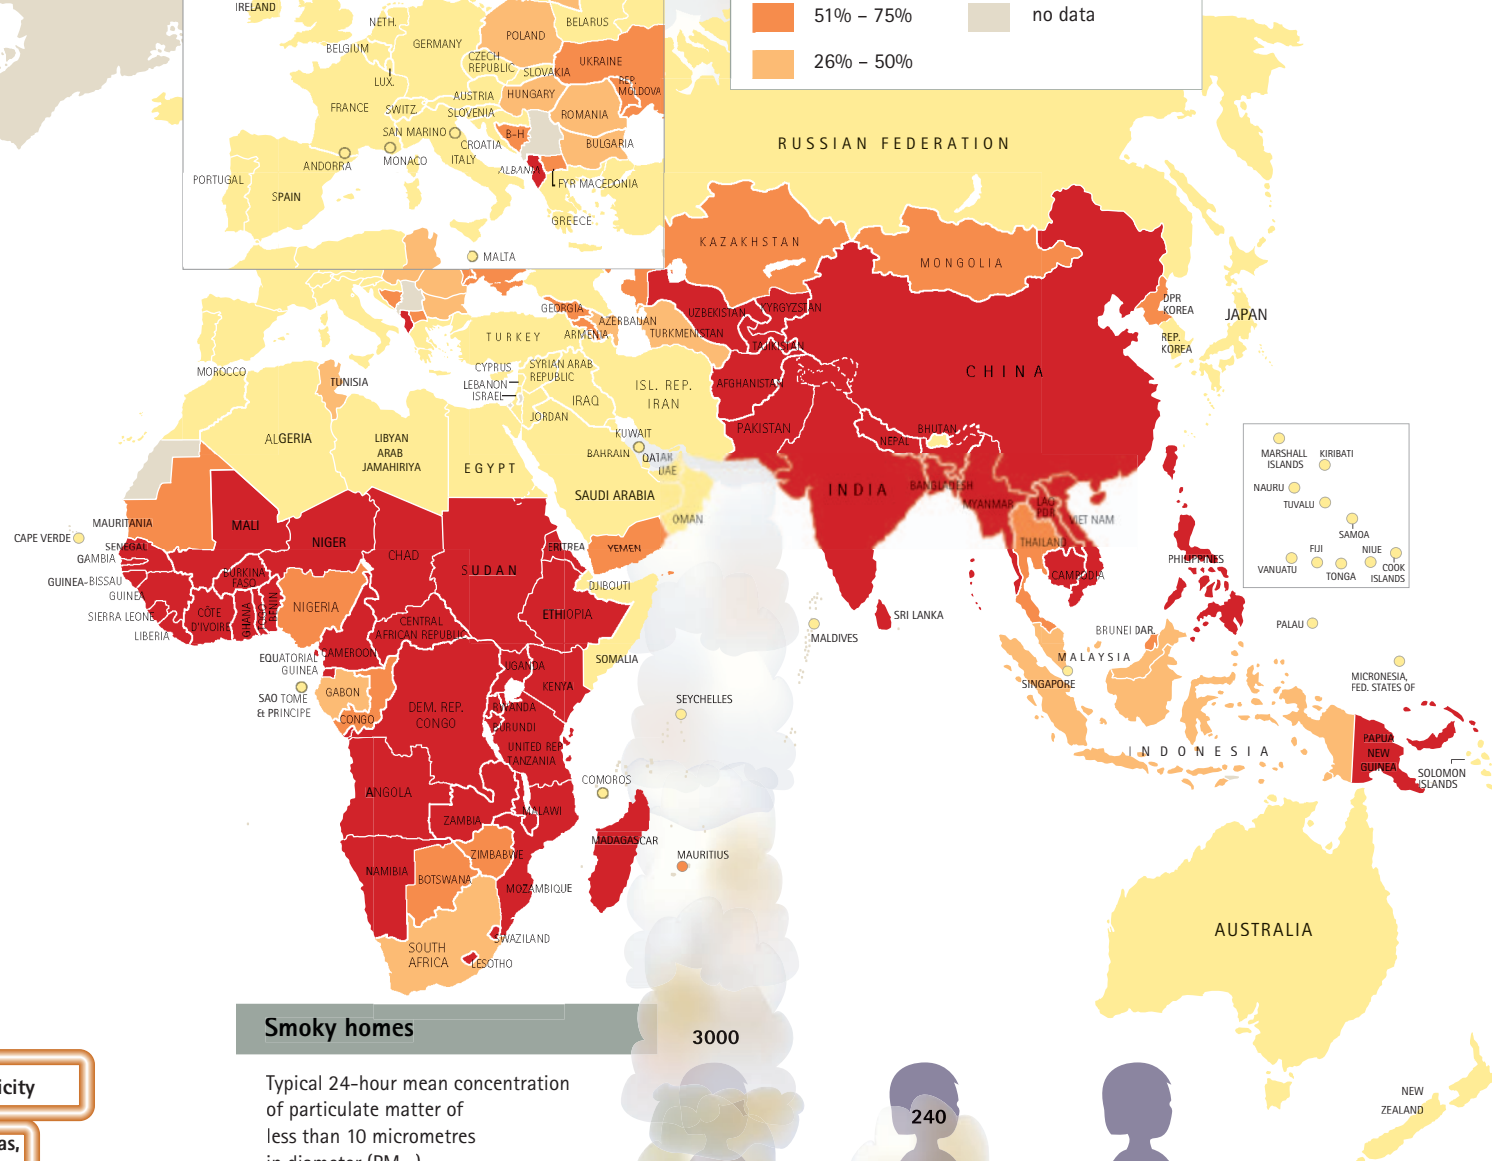 IRELAND
NETH.
BELARUS
BELGIUM
GERMANY
POLAND
CZECH
REPUBLIC
SLOVAKIA
UKRAINE
LUX.
REP.
MOLDOVA
AUSTRIA
HUNGARY
FRANCE
SWITZ.
SLOVENIA
ROMANIA
SAN MARINO
CROATIA
B-H
BULGARIA
ANDORRA
MONACO
ITALY
ALBANIA
FYR MACEDONIA
PORTUGAL
SPAIN
GREECE
MALTA
51% – 75%
no data
26% – 50%
RUSSIAN FEDERATION
KAZAKHSTAN
MONGOLIA
DPR
KOREA
REP.
KOREA
JAPAN
GEORGIA
AZERBAIJAN
ARMENIA
TURKEY
UZBEKISTAN
KYRGYZSTAN
TURKMENISTAN
TAJIKISTAN
CHINA
MOROCCO
TUNISIA
CYPRUS
LEBANON
ISRAEL
SYRIAN ARAB
REPUBLIC
IRAQ
JORDAN
ISL. REP.
IRAN
AFGHANISTAN
PAKISTAN
ALGERIA
LIBYAN
ARAB
JAMAHIRIYA
EGYPT
KUWAIT
BAHRAIN
QATAR
UAE
SAUDI ARABIA
OMAN
YEMEN
NEPAL
BHUTAN
INDIA
BANGLADESH
MYANMAR
LAO
PDR
VIET NAM
THAILAND
CAMBODIA
PHILIPPINES
MARSHALL
ISLANDS
KIRIBATI
NAURU
TUVALU
SAMOA
FIJI
NIUE
VANUATU
TONGA
COOK
ISLANDS
CAPE VERDE
MAURITANIA
MALI
NIGER
CHAD
SUDAN
ERITREA
SENEGAL
GAMBIA
GUINEA-BISSAU
GUINEA
SIERRA LEONE
LIBERIA
BURKINA
FASO
CÔTE
D'IVOIRE
GHANA
TOGO
BENIN
NIGERIA
DJIBOUTI
ETHIOPIA
CENTRAL
AFRICAN REPUBLIC
CAMEROON
EQUATORIAL
GUINEA
SAO TOME
& PRINCIPE
GABON
CONGO
DEM. REP.
CONGO
UGANDA
KENYA
SOMALIA
RWANDA
BURUNDI
UNITED REP.
TANZANIA
SEYCHELLES
COMOROS
MALDIVES
SRI LANKA
BRUNEI DAR.
MALAYSIA
SINGAPORE
INDONESIA
PALAU
MICRONESIA,
FED. STATES OF
PAPUA
NEW
GUINEA
SOLOMON
ISLANDS
ANGOLA
ZAMBIA
MALAWI
MADAGASCAR
MAURITIUS
ZIMBABWE
NAMIBIA
BOTSWANA
MOZAMBIQUE
SWAZILAND
SOUTH
AFRICA
LESOTHO
AUSTRALIA
NEW
ZEALAND
Smoky homes
3000
Typical 24-hour mean concentration
of particulate matter of
less than 10 micrometres
240
icity
as,